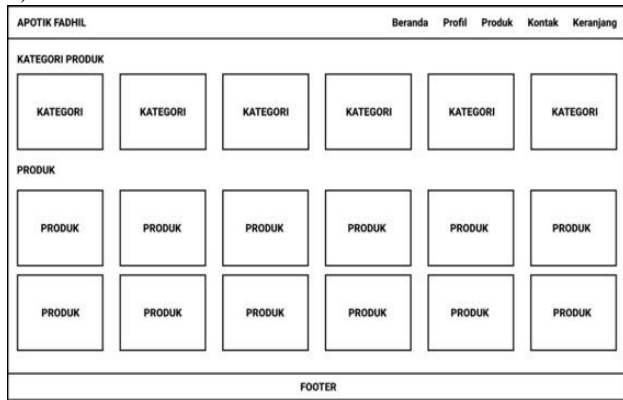 APOTIK FADHIL Beranda Profil Produk Kontak Keranjang
KATEGORI PRODUK
KATEGORI KATEGORI KATEGORI KATEGORI KATEGORI KATEGORI
PRODUK
PRODUK PRODUK PRODUK PRODUK PRODUK PRODUK
PRODUK PRODUK PRODUK PRODUK PRODUK PRODUK
FOOTER